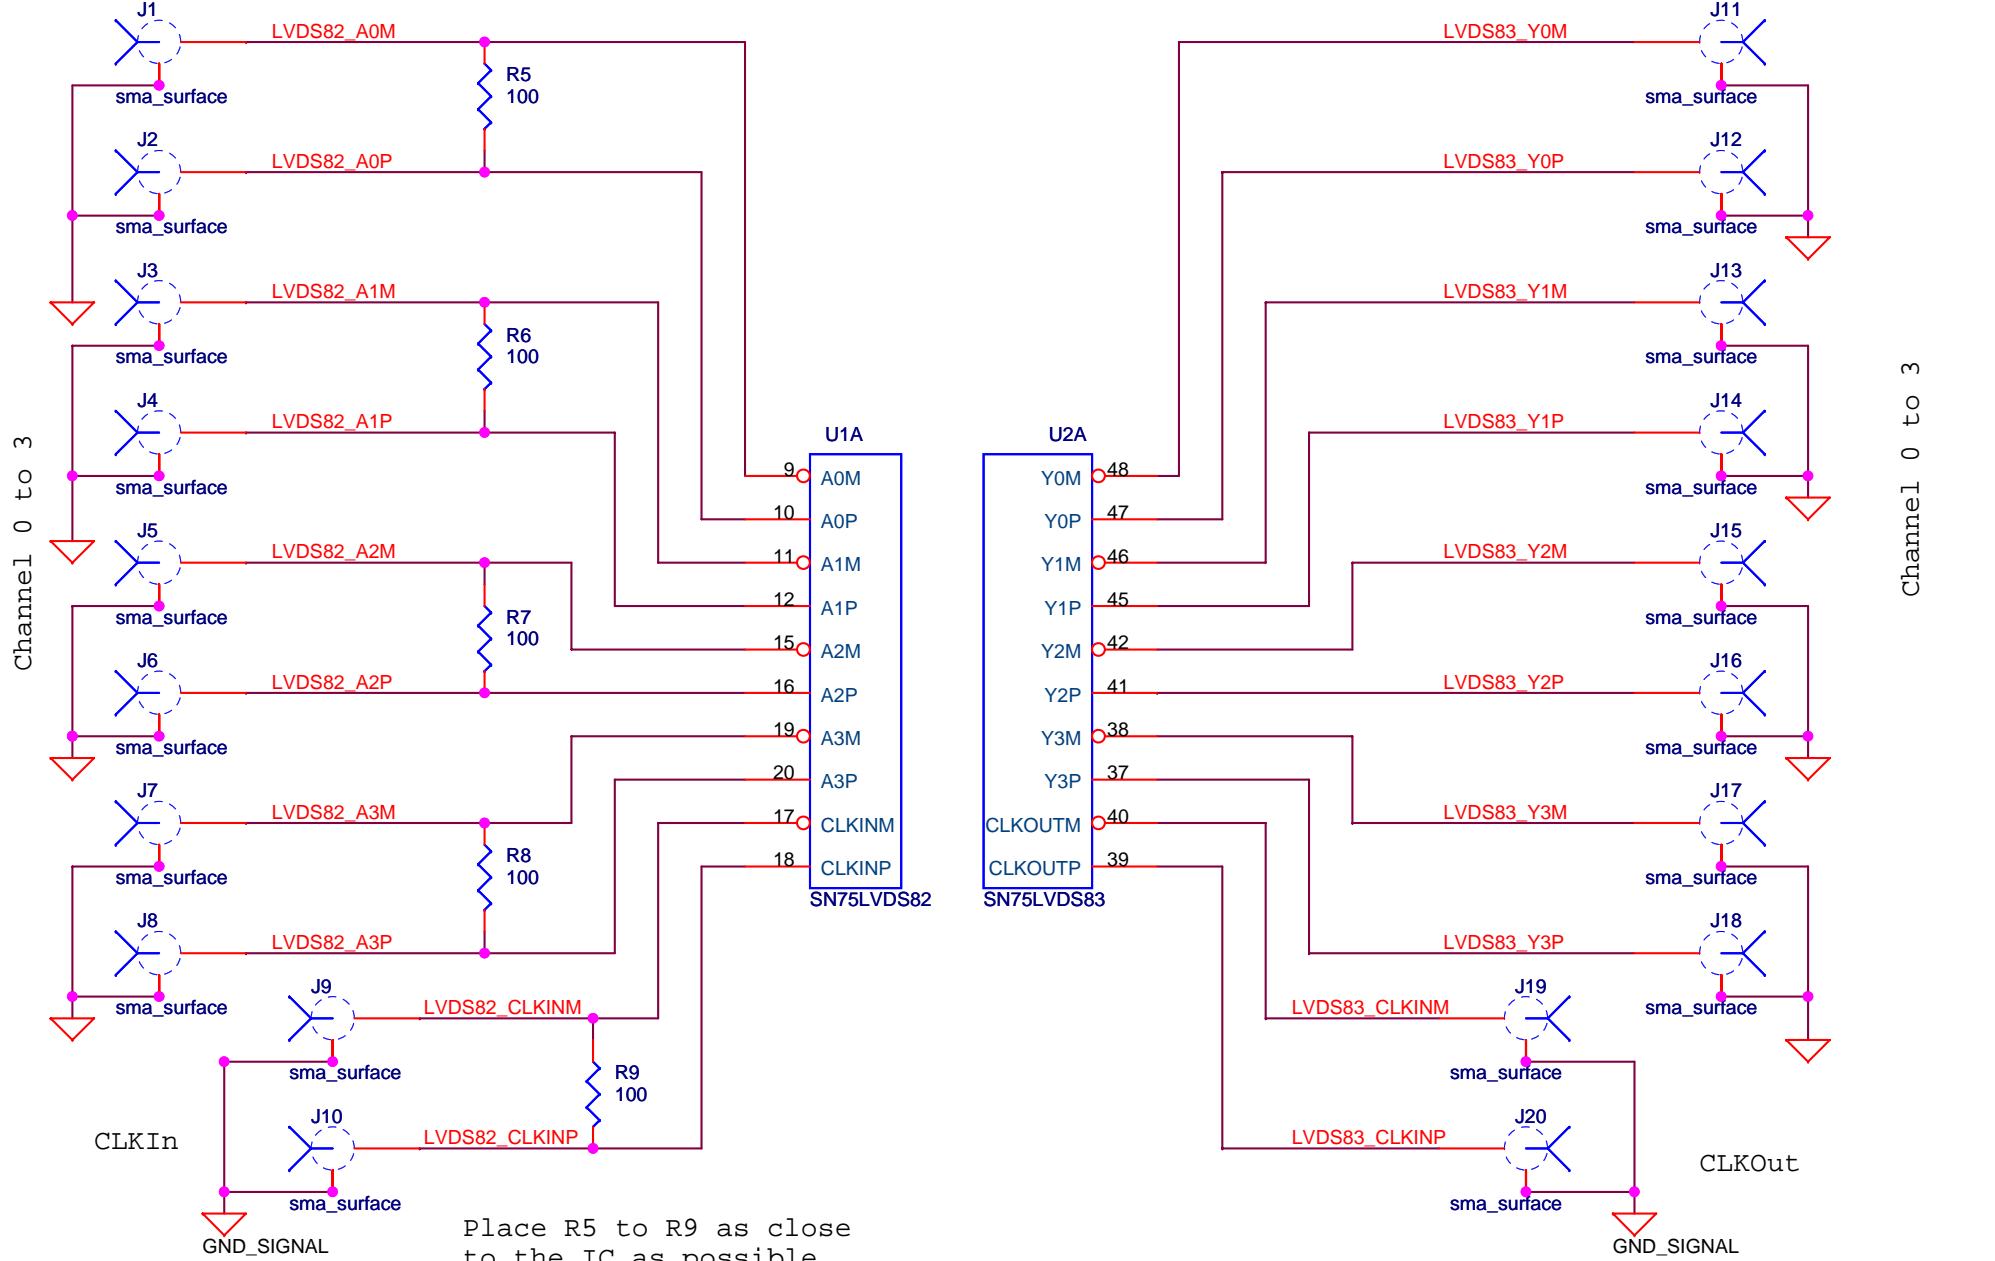 J1
LVDS82_A0M
sma_surface
R5
100
J2
LVDS82_A0P
sma_surface
J3
LVDS82_A1M
sma_surface
R6
100
J4
LVDS82_A1P
sma_surface
J5
LVDS82_A2M
sma_surface
R7
100
J6
LVDS82_A2P
sma_surface
J7
LVDS82_A3M
sma_surface
R8
100
J8
LVDS82_A3P
sma_surface
J9
LVDS82_CLKINM
sma_surface
R9
100
J10
LVDS82_CLKINP
sma_surface
GND_SIGNAL
Channel 0 to 3
CLKIn
Place R5 to R9 as close
to the IC as possible
U1A
9 A0M
10 A0P
11 A1M
12 A1P
15 A2M
16 A2P
19 A3M
20 A3P
17 CLKINM
18 CLKINP
SN75LVDS82
U2A
Y0M 48
Y0P 47
Y1M 46
Y1P 45
Y2M 42
Y2P 41
Y3M 38
Y3P 37
CLKOUTM 40
CLKOUTP 39
SN75LVDS83
J11
LVDS83_Y0M
sma_surface
J12
LVDS83_Y0P
sma_surface
J13
LVDS83_Y1M
sma_surface
J14
LVDS83_Y1P
sma_surface
J15
LVDS83_Y2M
sma_surface
J16
LVDS83_Y2P
sma_surface
J17
LVDS83_Y3M
sma_surface
J18
LVDS83_Y3P
sma_surface
J19
LVDS83_CLKINM
sma_surface
J20
LVDS83_CLKINP
sma_surface
GND_SIGNAL
Channel 0 to 3
CLKOut